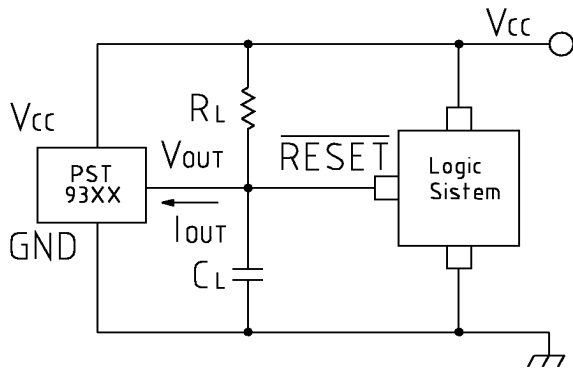 Vcc
RL
Vcc
VOUT
RESET
PST
93XX
Logic
Sistem
IOUT
GND
CL